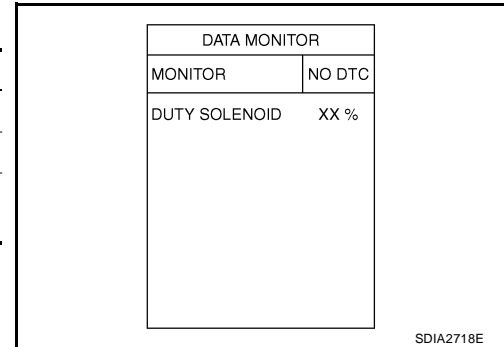 DATA MONITOR
MONITOR NO DTC
DUTY SOLENOID XX %
SDIA2718E